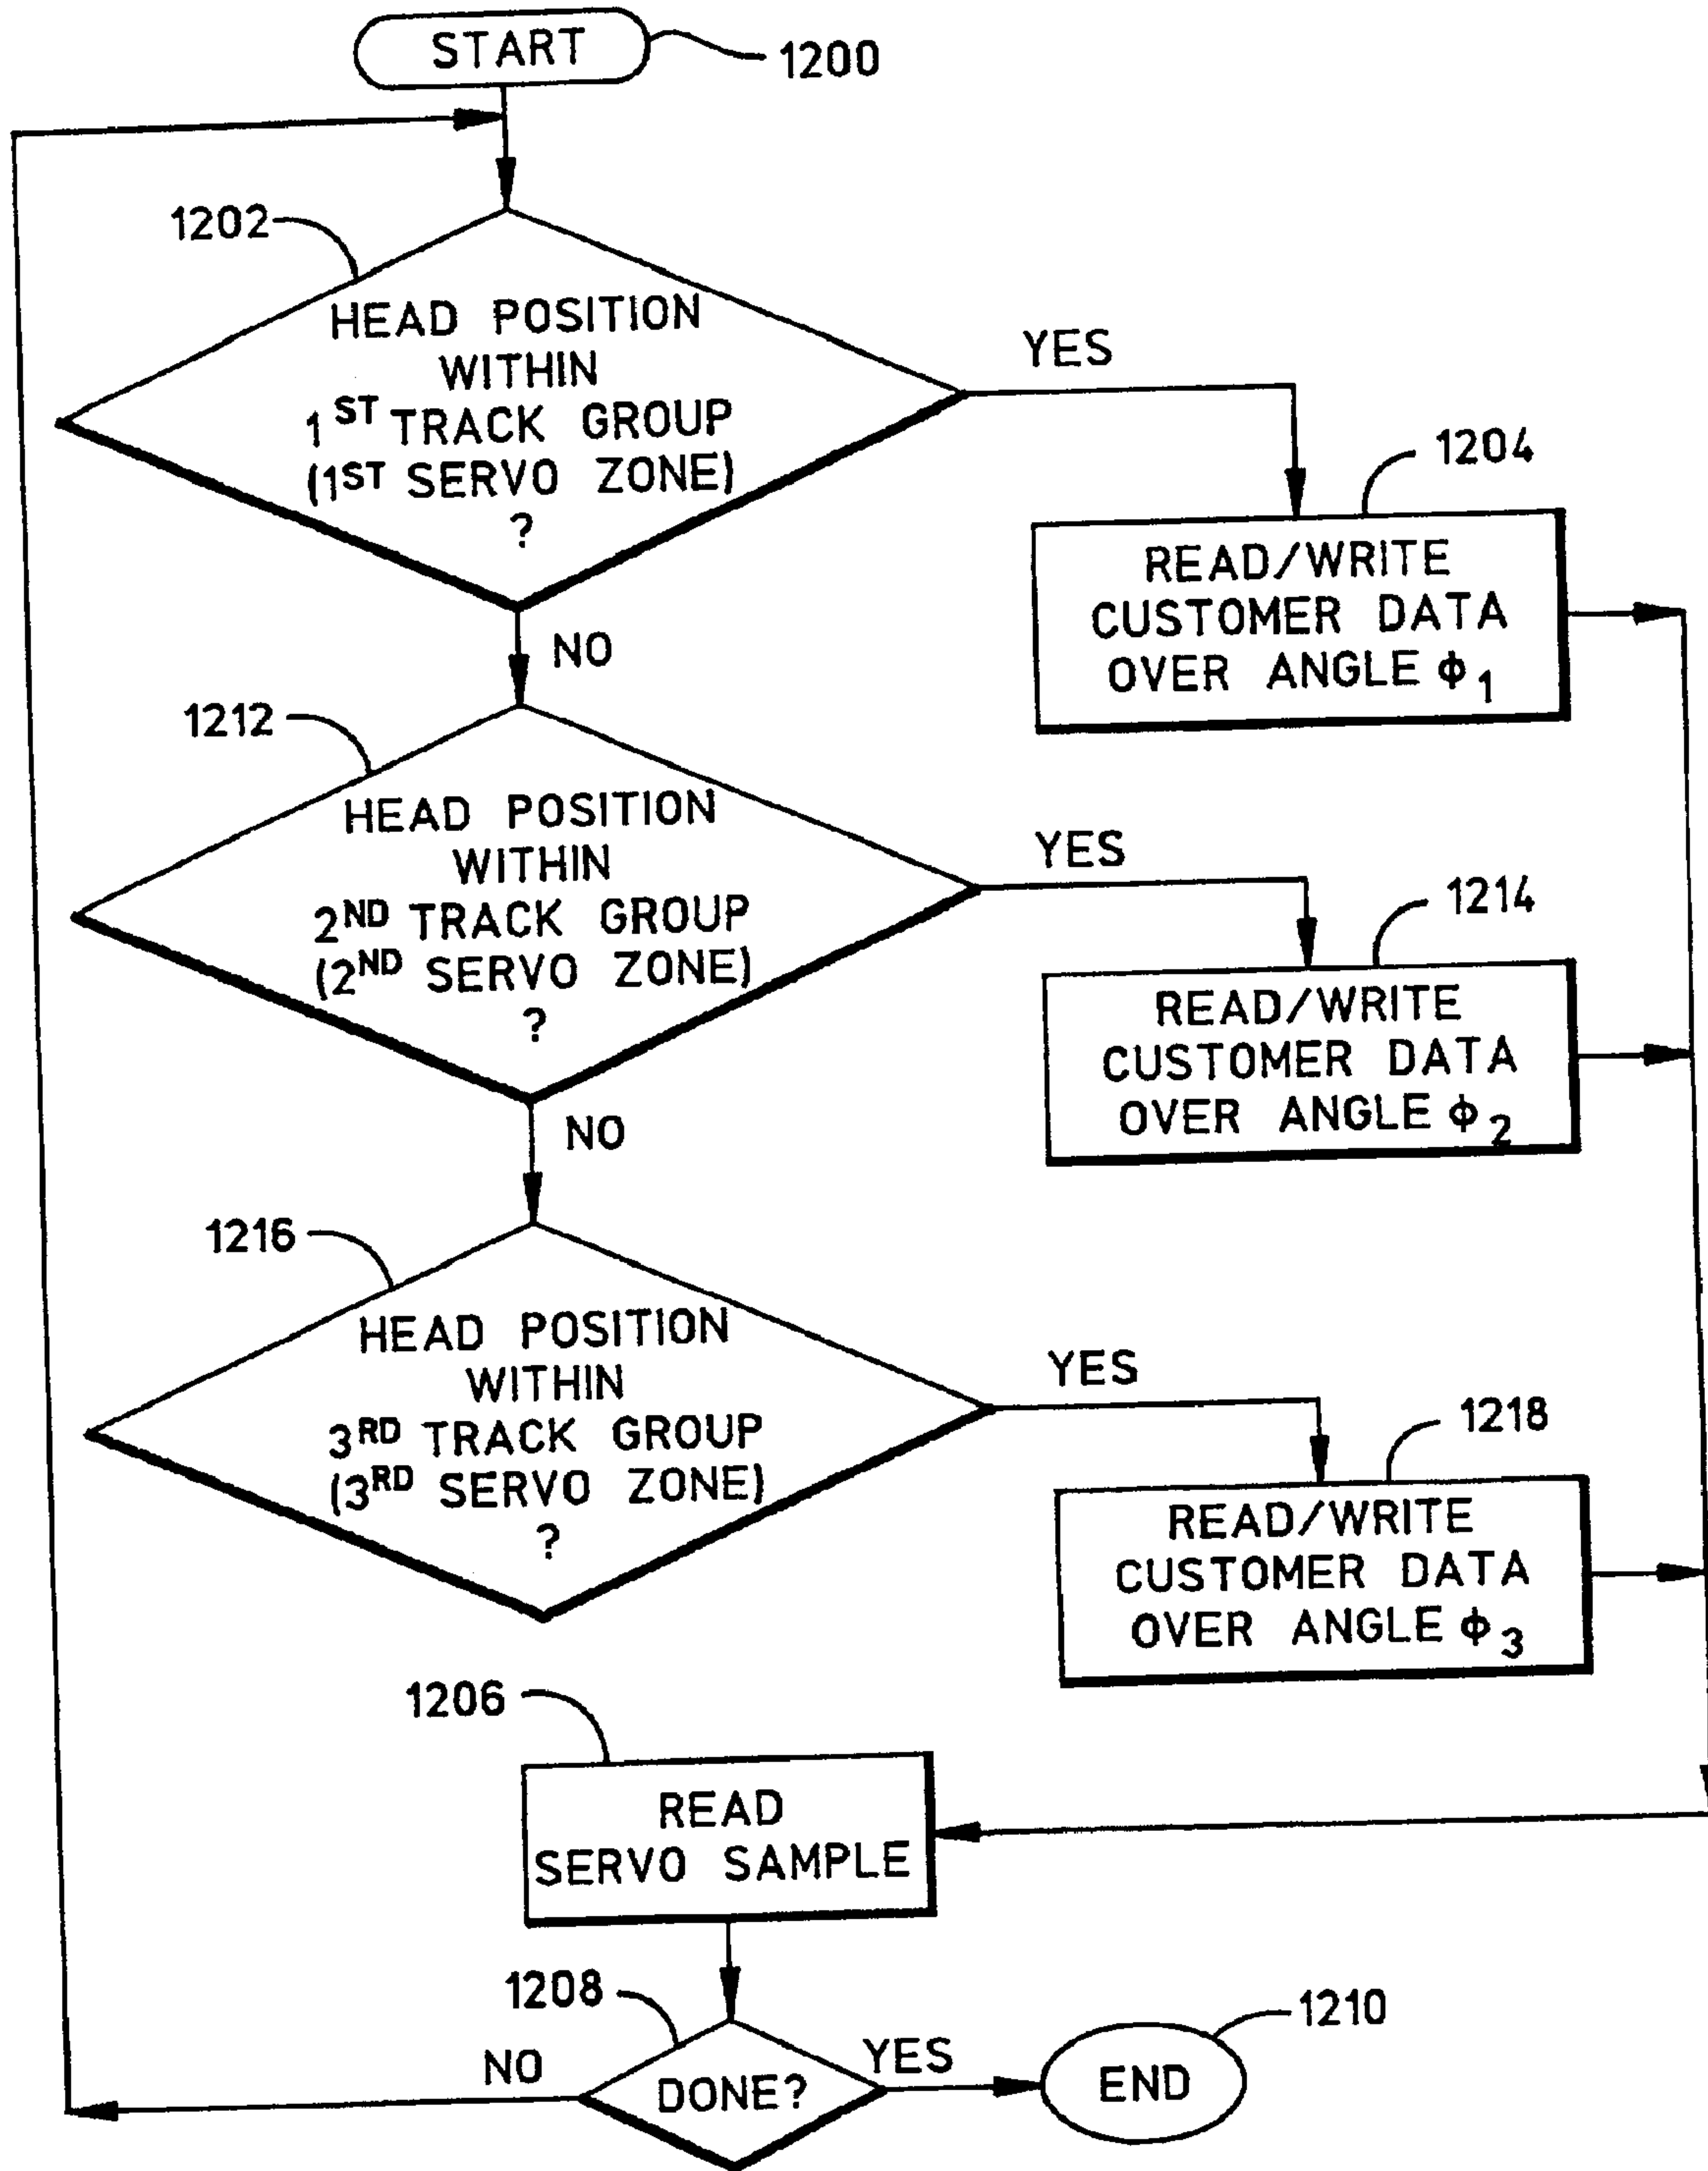 START
1200
1202
HEAD POSITION
WITHIN
1ST TRACK GROUP
(1ST SERVO ZONE)
?
YES
1204
READ/WRITE
CUSTOMER DATA
OVER ANGLE ϕ1
NO
1212
HEAD POSITION
WITHIN
2ND TRACK GROUP
(2ND SERVO ZONE)
?
YES
1214
READ/WRITE
CUSTOMER DATA
OVER ANGLE ϕ2
NO
1216
HEAD POSITION
WITHIN
3RD TRACK GROUP
(3RD SERVO ZONE)
?
YES
1218
READ/WRITE
CUSTOMER DATA
OVER ANGLE ϕ3
1206
READ
SERVO SAMPLE
1208
DONE?
NO
YES
1210
END